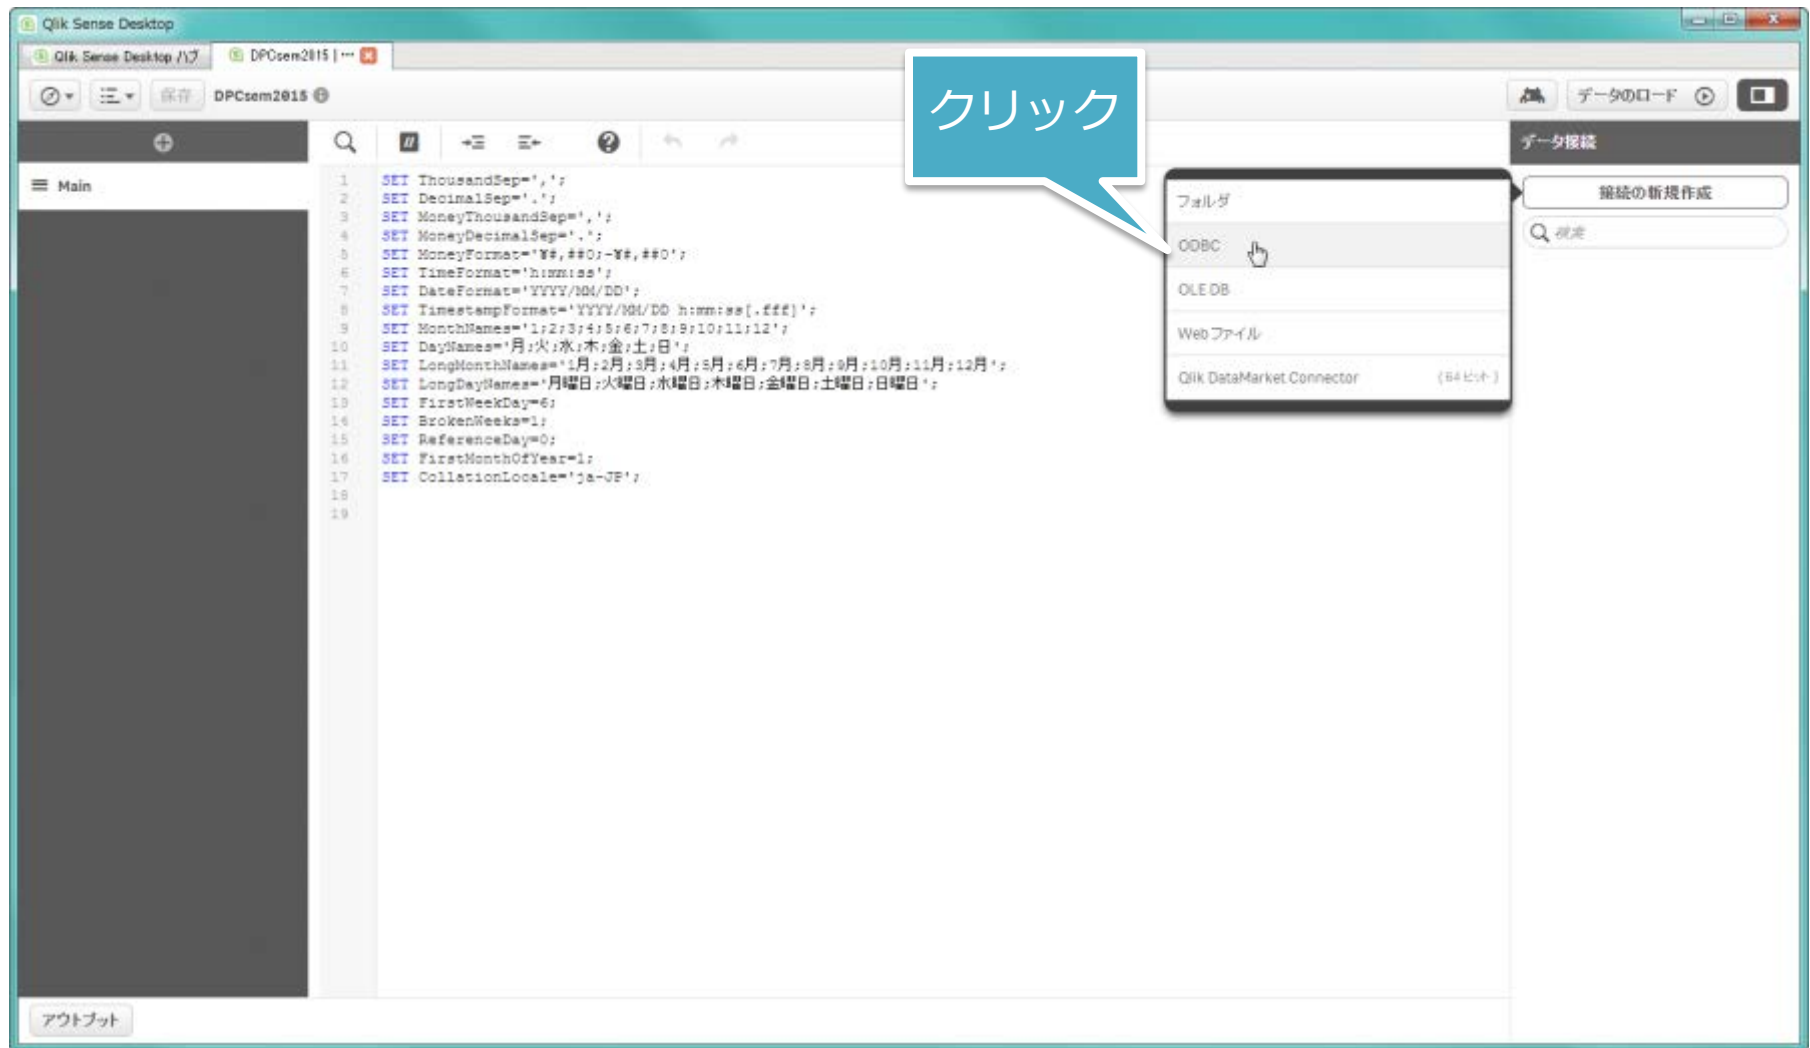 Qlik Sense Desktop
Qlik Sense Desktop ハブ
DPCsem2015 | ...
保存
DPCsem2015
クリック
データのロード
データ接続
Main
1 SET ThousandSep=',';
2 SET DecimalSep='.';
3 SET MoneyThousandSep=',';
4 SET MoneyDecimalSep='.';
5 SET MoneyFormat='¥#,##0;-¥#,##0';
6 SET TimeFormat='h:mm:ss';
7 SET DateFormat='YYYY/MM/DD';
8 SET TimestampFormat='YYYY/MM/DD h:mm:ss[.fff]';
9 SET MonthNames='1;2;3;4;5;6;7;8;9;10;11;12';
10 SET DayNames='月;火;水;木;金;土;日';
11 SET LongMonthNames='1月;2月;3月;4月;5月;6月;7月;8月;9月;10月;11月;12月';
12 SET LongDayNames='月曜日;火曜日;水曜日;木曜日;金曜日;土曜日;日曜日';
13 SET FirstWeekDay=6;
14 SET BrokenWeeks=1;
15 SET ReferenceDay=0;
16 SET FirstMonthOfYear=1;
17 SET CollationLocale='ja-JP';
18
19
フォルダ
ODBC
OLE DB
Web ファイル
Qlik DataMarket Connector (64 ビット)
接続の新規作成
検索
アウトプット